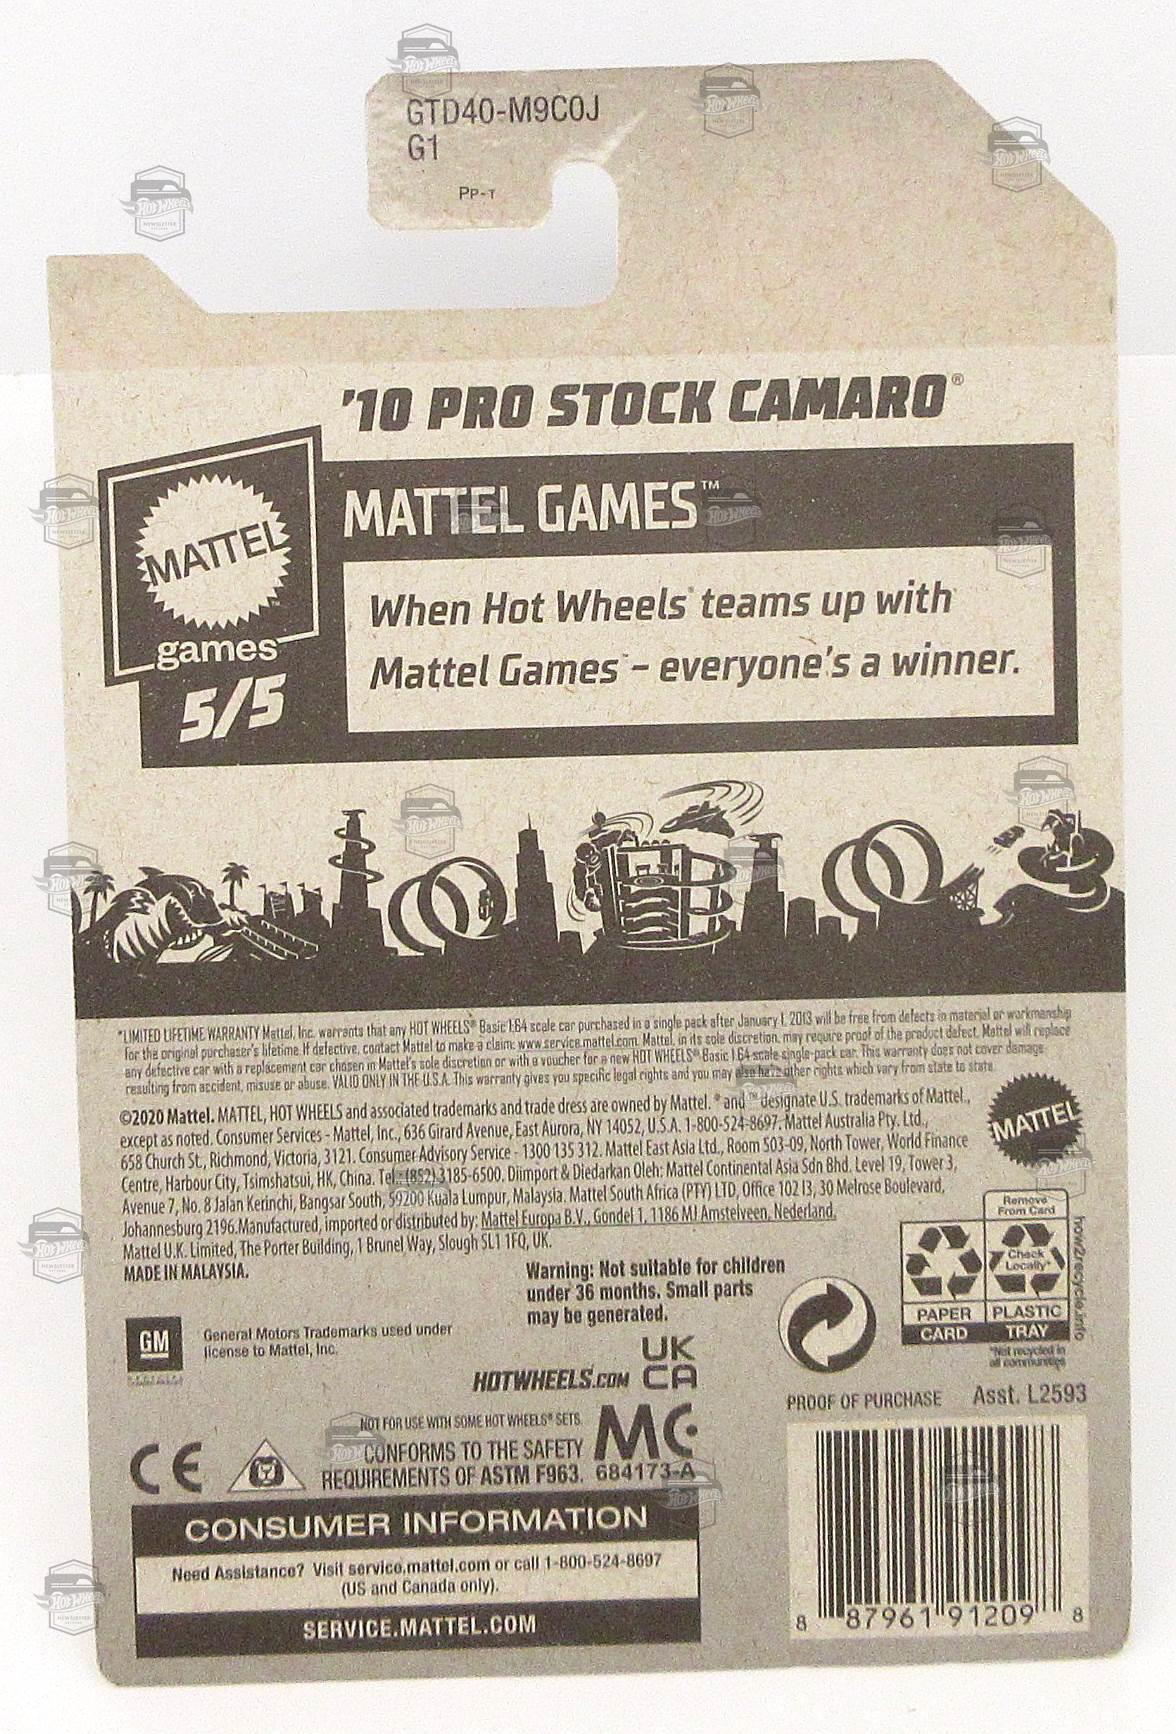 GTD40-M9C0J
G1
PP-T
'10 PRO STOCK CAMARO®
MATTEL
games™
5/5
MATTEL GAMES™
When Hot Wheels® teams up with
Mattel Games™ – everyone's a winner.
*LIMITED LIFETIME WARRANTY Mattel, Inc. warrants that any HOT WHEELS® Basic 1:64 scale car purchased in a single pack after January 1, 2013 will be free from defects in material or workmanship
for the original purchaser's lifetime. If defective, contact Mattel to make a claim: www.service.mattel.com. Mattel, in its sole discretion, may require proof of the product defect. Mattel will replace
any defective car with a replacement car chosen in Mattel's sole discretion or with a voucher for a new HOT WHEELS® Basic 1:64 scale single-pack car. This warranty does not cover damage
resulting from accident, misuse or abuse. VALID ONLY IN THE U.S.A. This warranty gives you specific legal rights and you may also have other rights which vary from state to state.
©2020 Mattel. MATTEL, HOT WHEELS and associated trademarks and trade dress are owned by Mattel. ® and ™ designate U.S. trademarks of Mattel.,
except as noted. Consumer Services - Mattel, Inc., 636 Girard Avenue, East Aurora, NY 14052, U.S.A. 1-800-524-8697. Mattel Australia Pty. Ltd.,
658 Church St., Richmond, Victoria, 3121. Consumer Advisory Service - 1300 135 312. Mattel East Asia Ltd., Room 503-09, North Tower, World Finance
Centre, Harbour City, Tsimshatsui, HK, China. Tel.: (852) 3185-6500. Diimport & Diedarkan Oleh: Mattel Continental Asia Sdn Bhd. Level 19, Tower 3,
Avenue 7, No. 8 Jalan Kerinchi, Bangsar South, 59200 Kuala Lumpur, Malaysia. Mattel South Africa (PTY) LTD, Office 102 I3, 30 Melrose Boulevard,
Johannesburg 2196. Manufactured, imported or distributed by: Mattel Europa B.V., Gondel 1, 1186 MJ Amstelveen, Nederland.
Mattel U.K. Limited, The Porter Building, 1 Brunel Way, Slough SL1 1FQ, UK.
MADE IN MALAYSIA.
MATTEL
Warning: Not suitable for children
under 36 months. Small parts
may be generated.
Remove
From Card
Check
Locally*
PAPER
PLASTIC
CARD
TRAY
*Not recycled in
all communities
how2recycle.info
GM
General Motors Trademarks used under
license to Mattel, Inc.
HOTWHEELS.COM
UK
CA
PROOF OF PURCHASE
Asst. L2593
NOT FOR USE WITH SOME HOT WHEELS® SETS.
CE
CONFORMS TO THE SAFETY
REQUIREMENTS OF ASTM F963.
MC
684173-A
CONSUMER INFORMATION
Need Assistance? Visit service.mattel.com or call 1-800-524-8697
(US and Canada only).
SERVICE.MATTEL.COM
8 87961 91209 8
Hot Wheels
NEWSLETTER